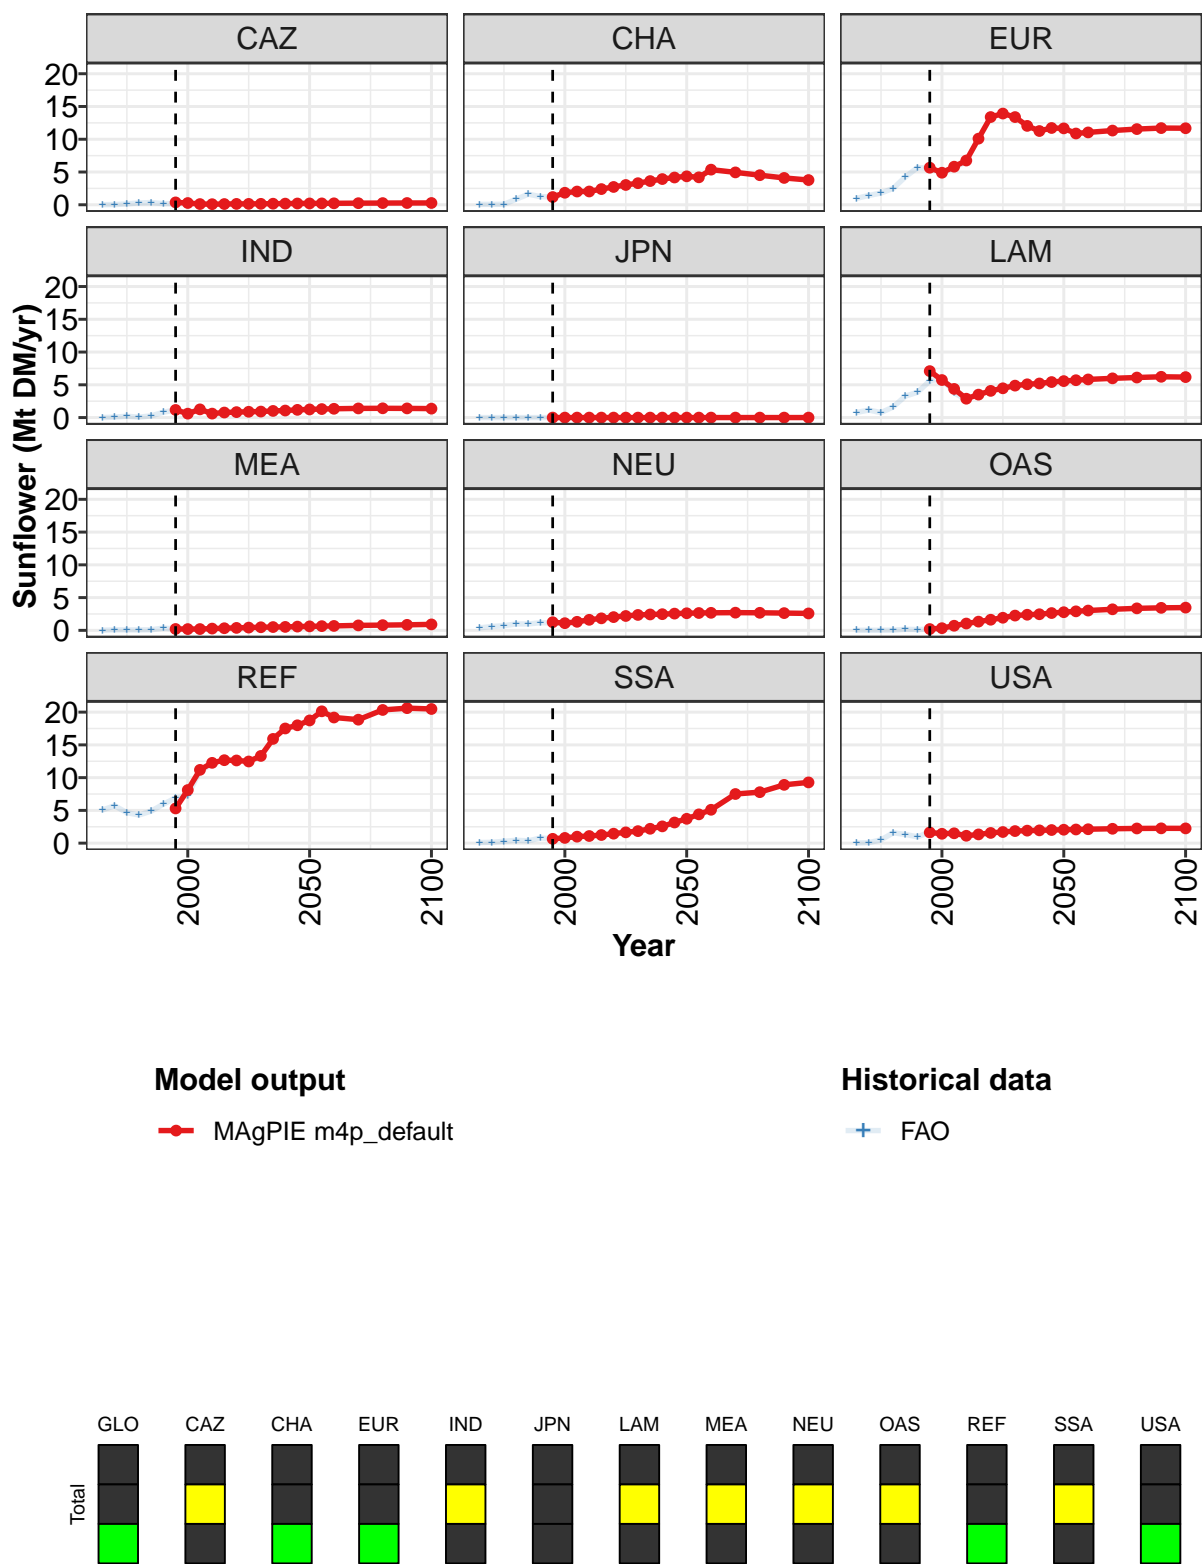 CAZ CHA EUR
20
15
10
5
0
IND JPN LAM
20
15
10
5
0
MEA NEU OAS
20
15
10
5
0
REF SSA USA
20
15
10
5
0
Sunflower (Mt DM/yr)
2000 2050 2100 2000 2050 2100 2000 2050 2100
Year
Model output Historical data
MAgPIE m4p_default FAO
GLO CAZ CHA EUR IND JPN LAM MEA NEU OAS REF SSA USA
Total